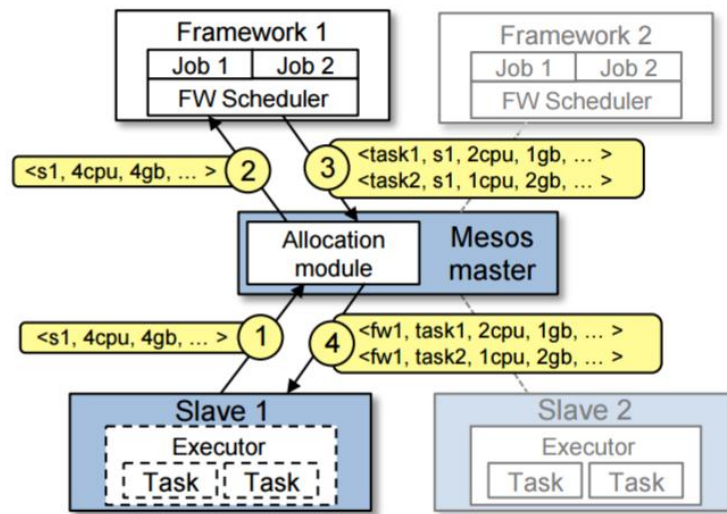 Framework 1
Job 1 Job 2
FW Scheduler
Framework 2
Job 1 Job 2
FW Scheduler
<s1, 4cpu, 4gb, ... >
2
3
<task1, s1, 2cpu, 1gb, ... >
<task2, s1, 1cpu, 2gb, ... >
Allocation
module
Mesos
master
<s1, 4cpu, 4gb, ... >
1
4
<fw1, task1, 2cpu, 1gb, ... >
<fw1, task2, 1cpu, 2gb, ... >
Slave 1
Executor
Task Task
Slave 2
Executor
Task Task